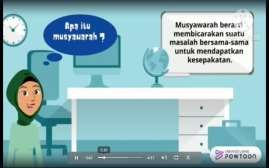 Apa itu
musyawarah ?
Musyawarah berarti
membicarakan suatu
masalah bersama-sama
untuk mendapatkan
kesepakatan.
POWTOON